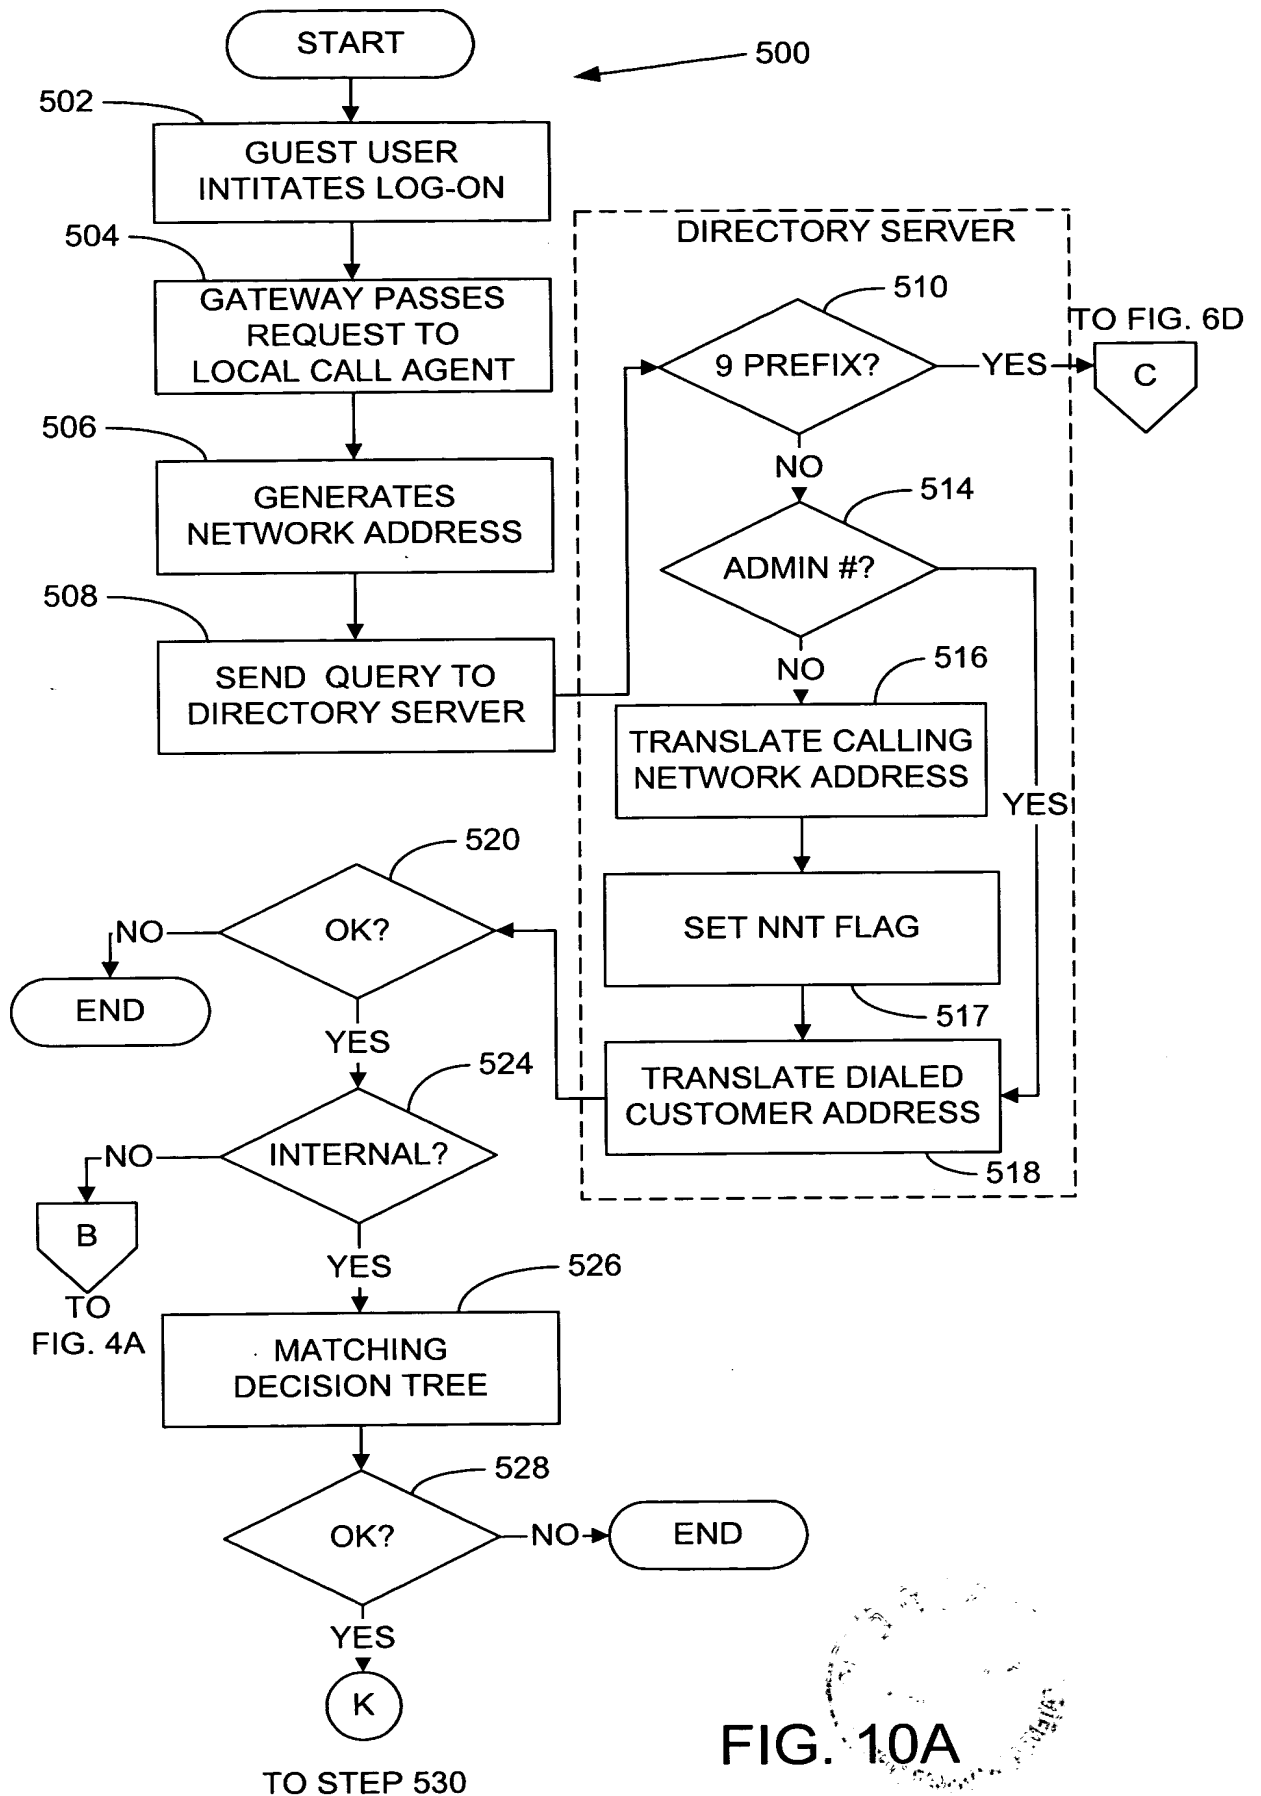 START
500
502
GUEST USER
INTITATES LOG-ON
504
GATEWAY PASSES
REQUEST TO
LOCAL CALL AGENT
506
GENERATES
NETWORK ADDRESS
508
SEND QUERY TO
DIRECTORY SERVER
DIRECTORY SERVER
510
9 PREFIX?
YES
TO FIG. 6D
C
NO
514
ADMIN #?
YES
NO
516
TRANSLATE CALLING
NETWORK ADDRESS
SET NNT FLAG
517
TRANSLATE DIALED
CUSTOMER ADDRESS
518
520
OK?
NO
END
YES
524
INTERNAL?
NO
B
TO
FIG. 4A
YES
526
MATCHING
DECISION TREE
528
OK?
NO
END
YES
K
TO STEP 530
FIG. 10A